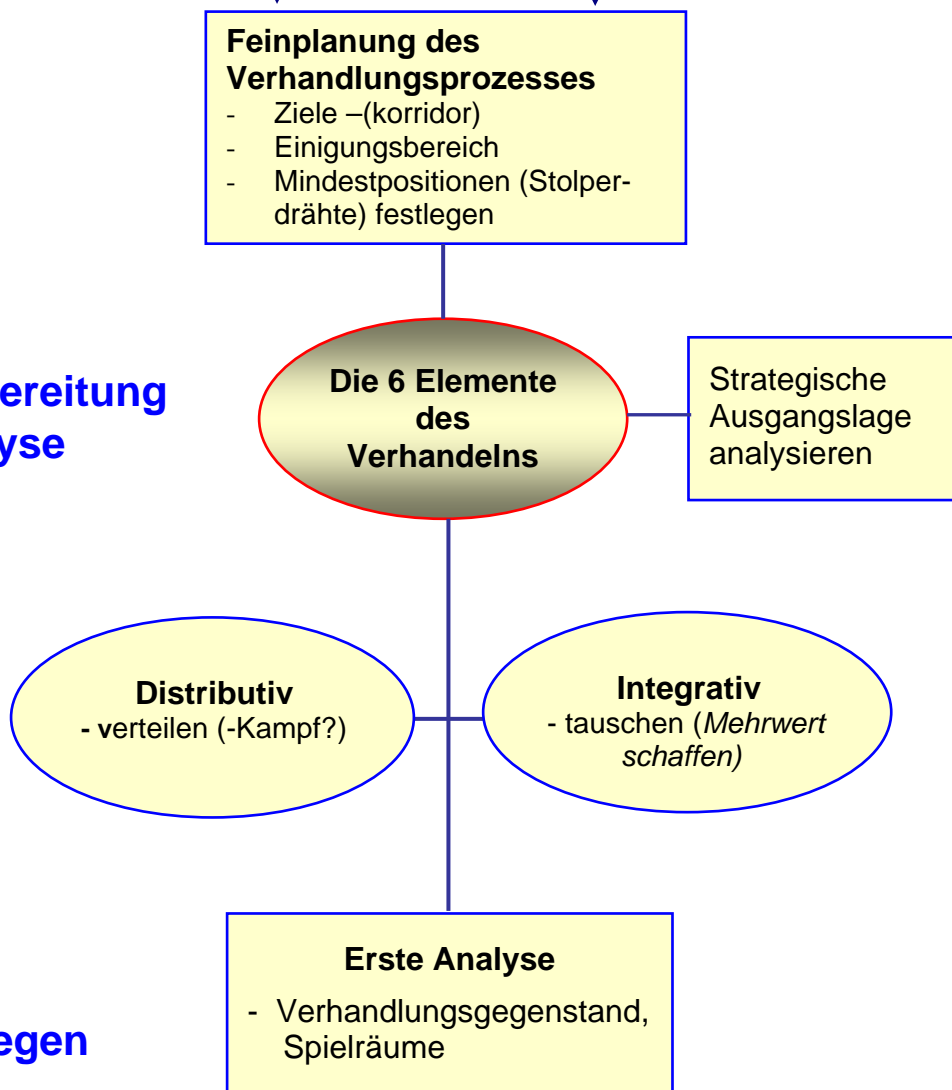 Feinplanung des
Verhandlungsprozesses
- Ziele –(korridor)
- Einigungsbereich
- Mindestpositionen (Stolper-
drähte) festlegen
ereitung
yse
Die 6 Elemente
des
Verhandelns
Strategische
Ausgangslage
analysieren
Distributiv
- verteilen (-Kampf?)
Integrativ
- tauschen (Mehrwert
schaffen)
Erste Analyse
- Verhandlungsgegenstand,
Spielräume
egen